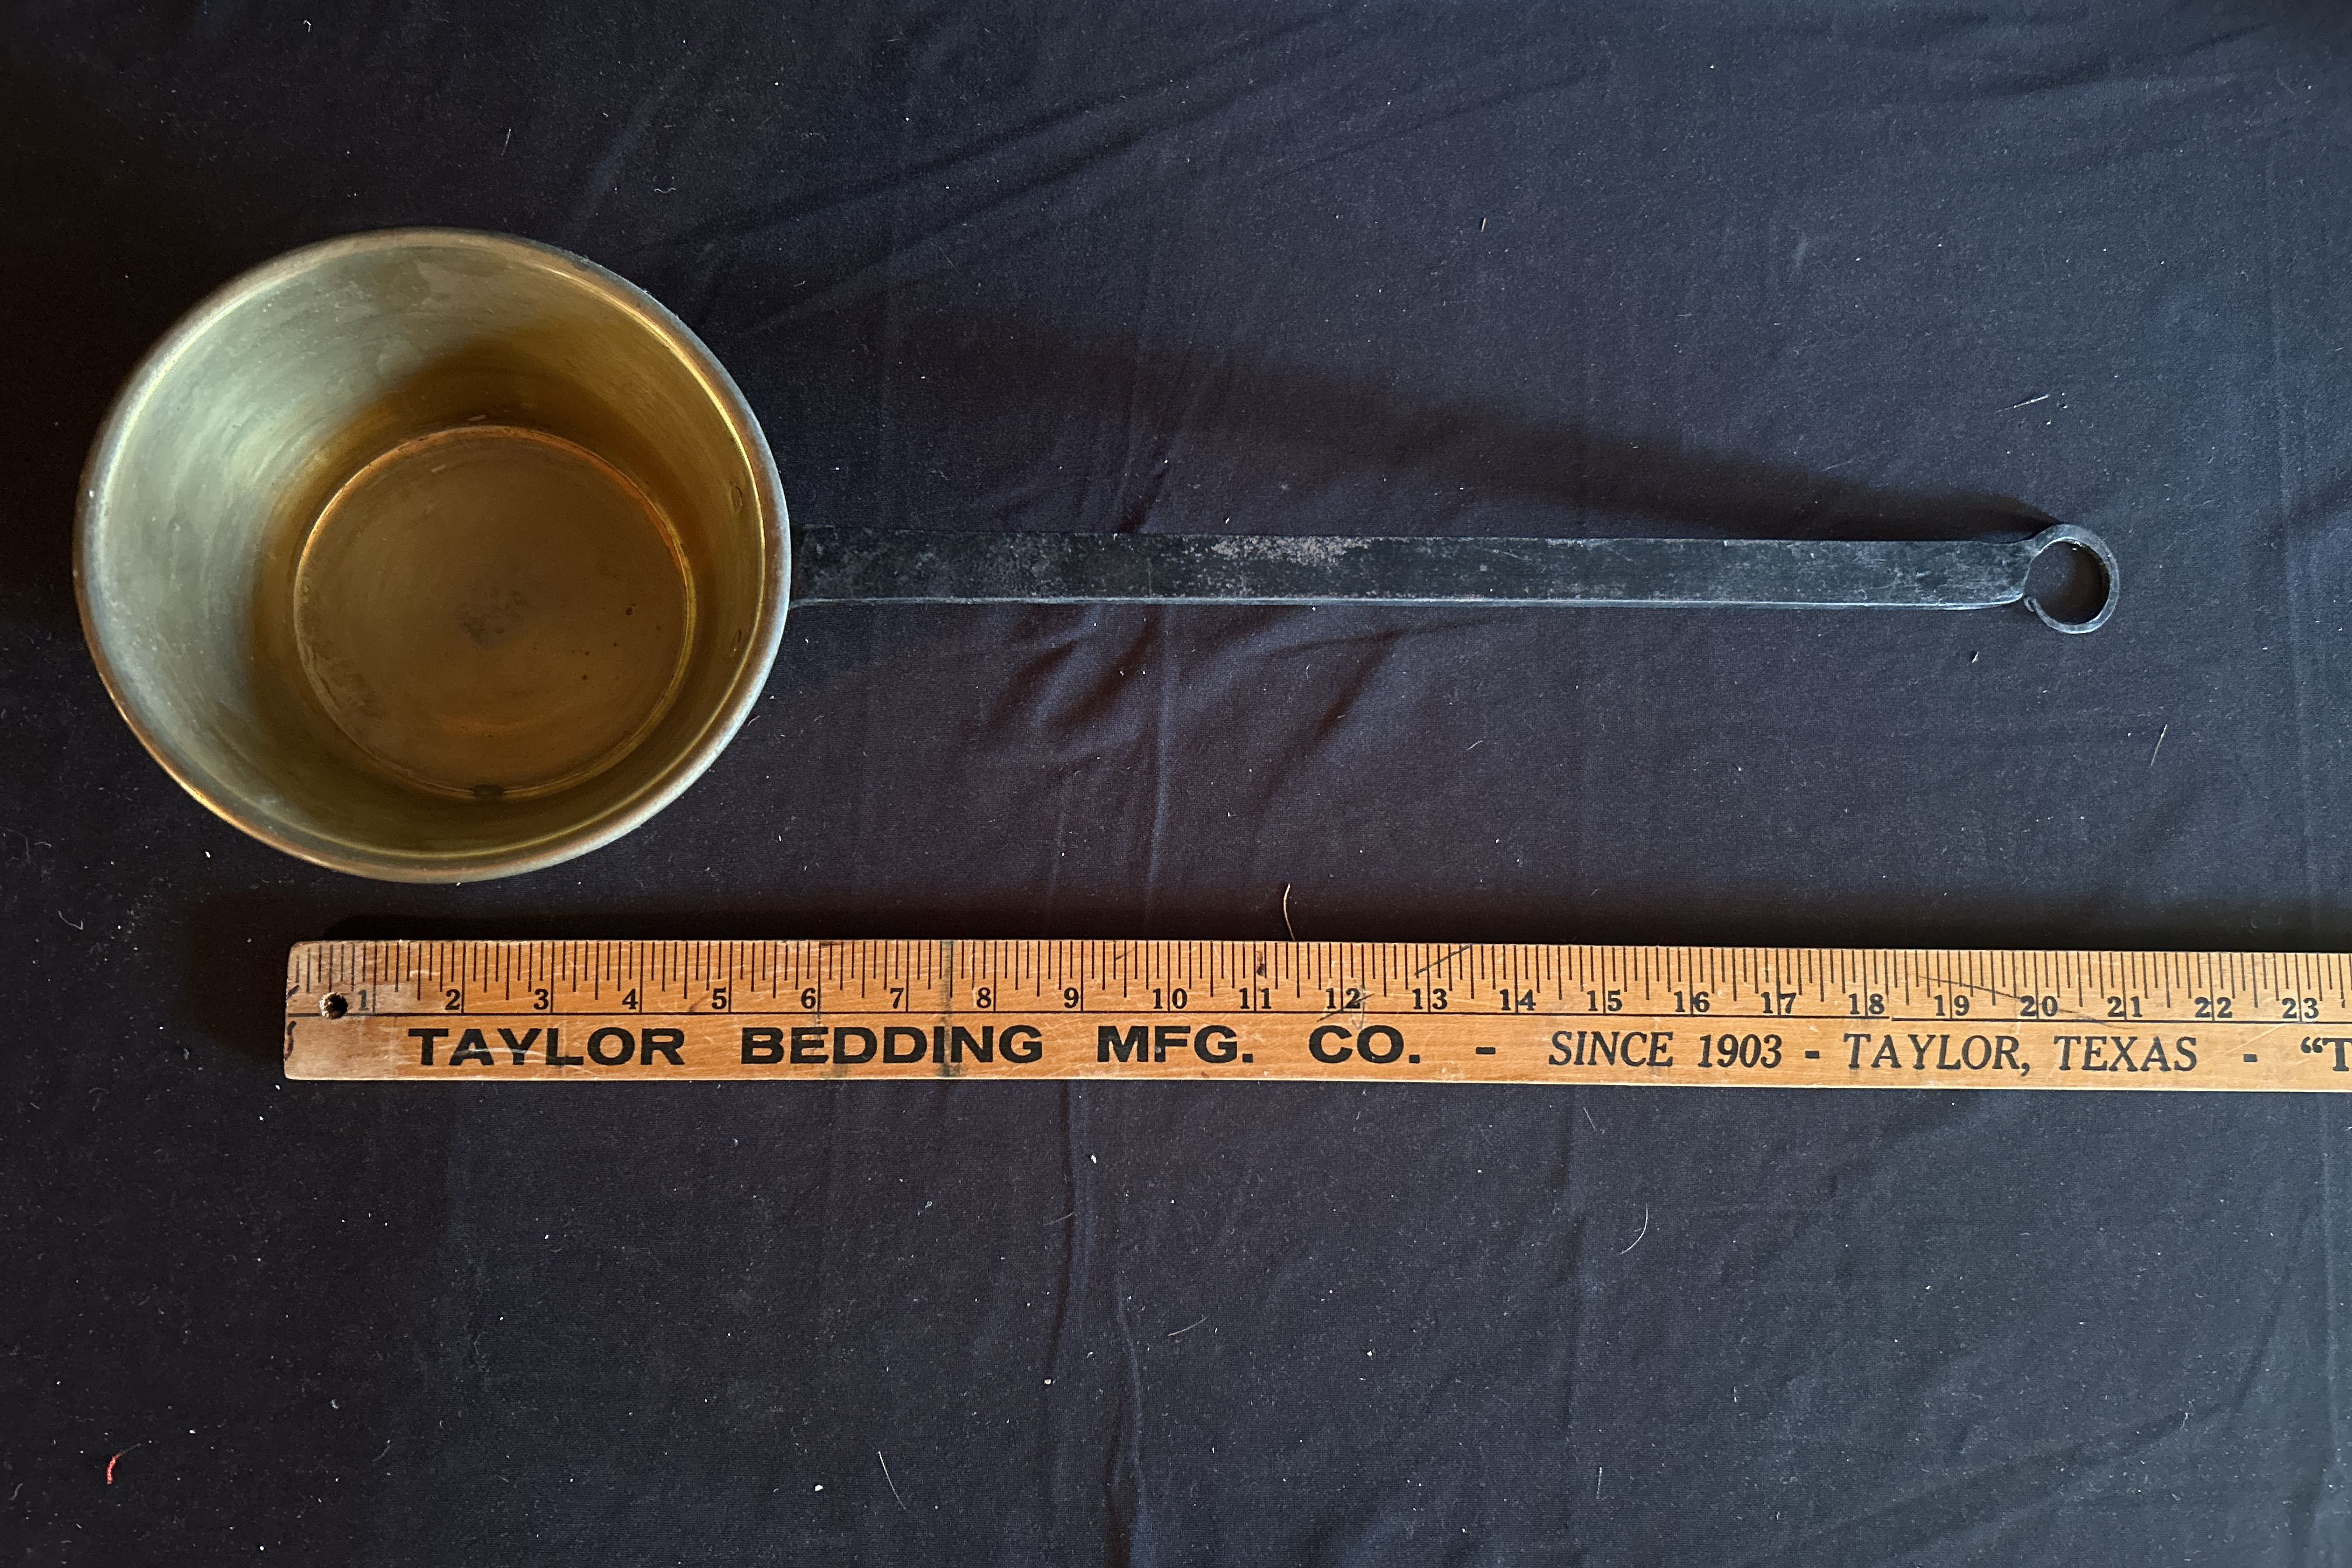 1 2 3 4 5 6 7 8 9 10 11 12 13 14 15 16 17 18 19 20 21 22 23
TAYLOR BEDDING MFG. CO. - SINCE 1903 - TAYLOR, TEXAS - "T